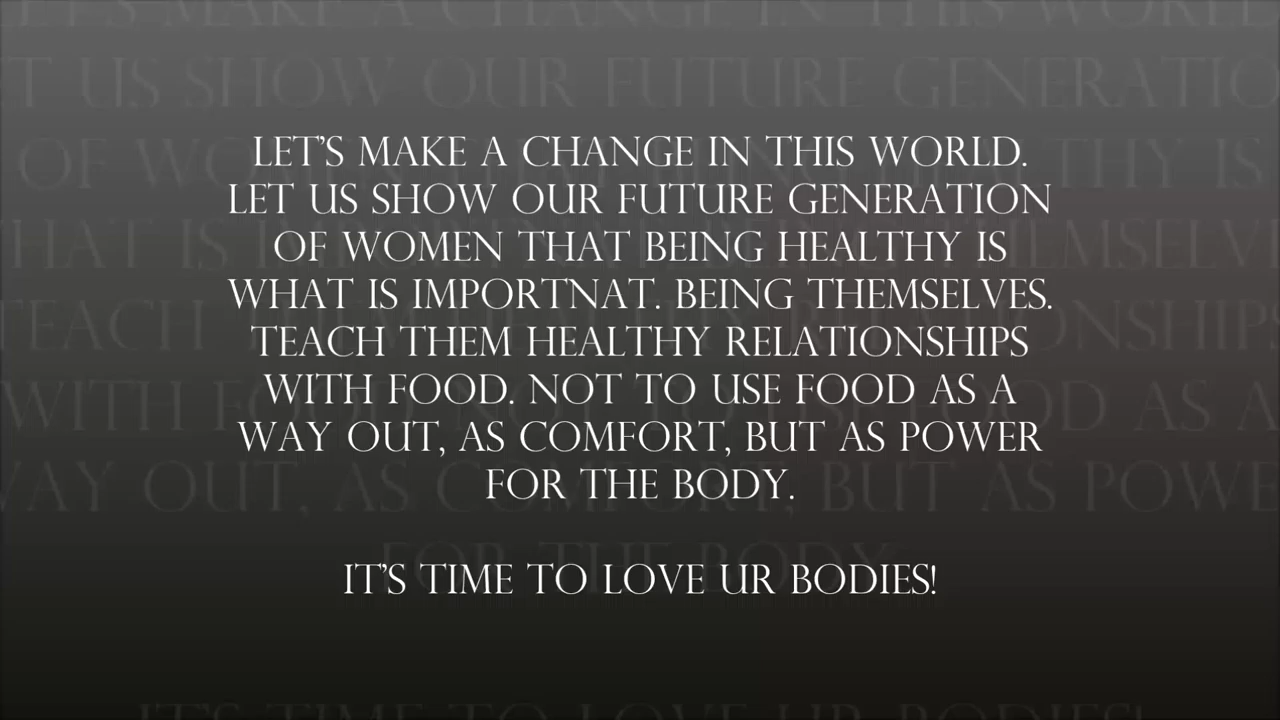 LET'S MAKE A CHANGE IN THIS WORLD.
LET US SHOW OUR FUTURE GENERATION
OF WOMEN THAT BEING HEALTHY IS
WHAT IS IMPORTNAT. BEING THEMSELVES.
TEACH THEM HEALTHY RELATIONSHIPS
WITH FOOD. NOT TO USE FOOD AS A
WAY OUT, AS COMFORT, BUT AS POWER
FOR THE BODY.
IT'S TIME TO LOVE UR BODIES!